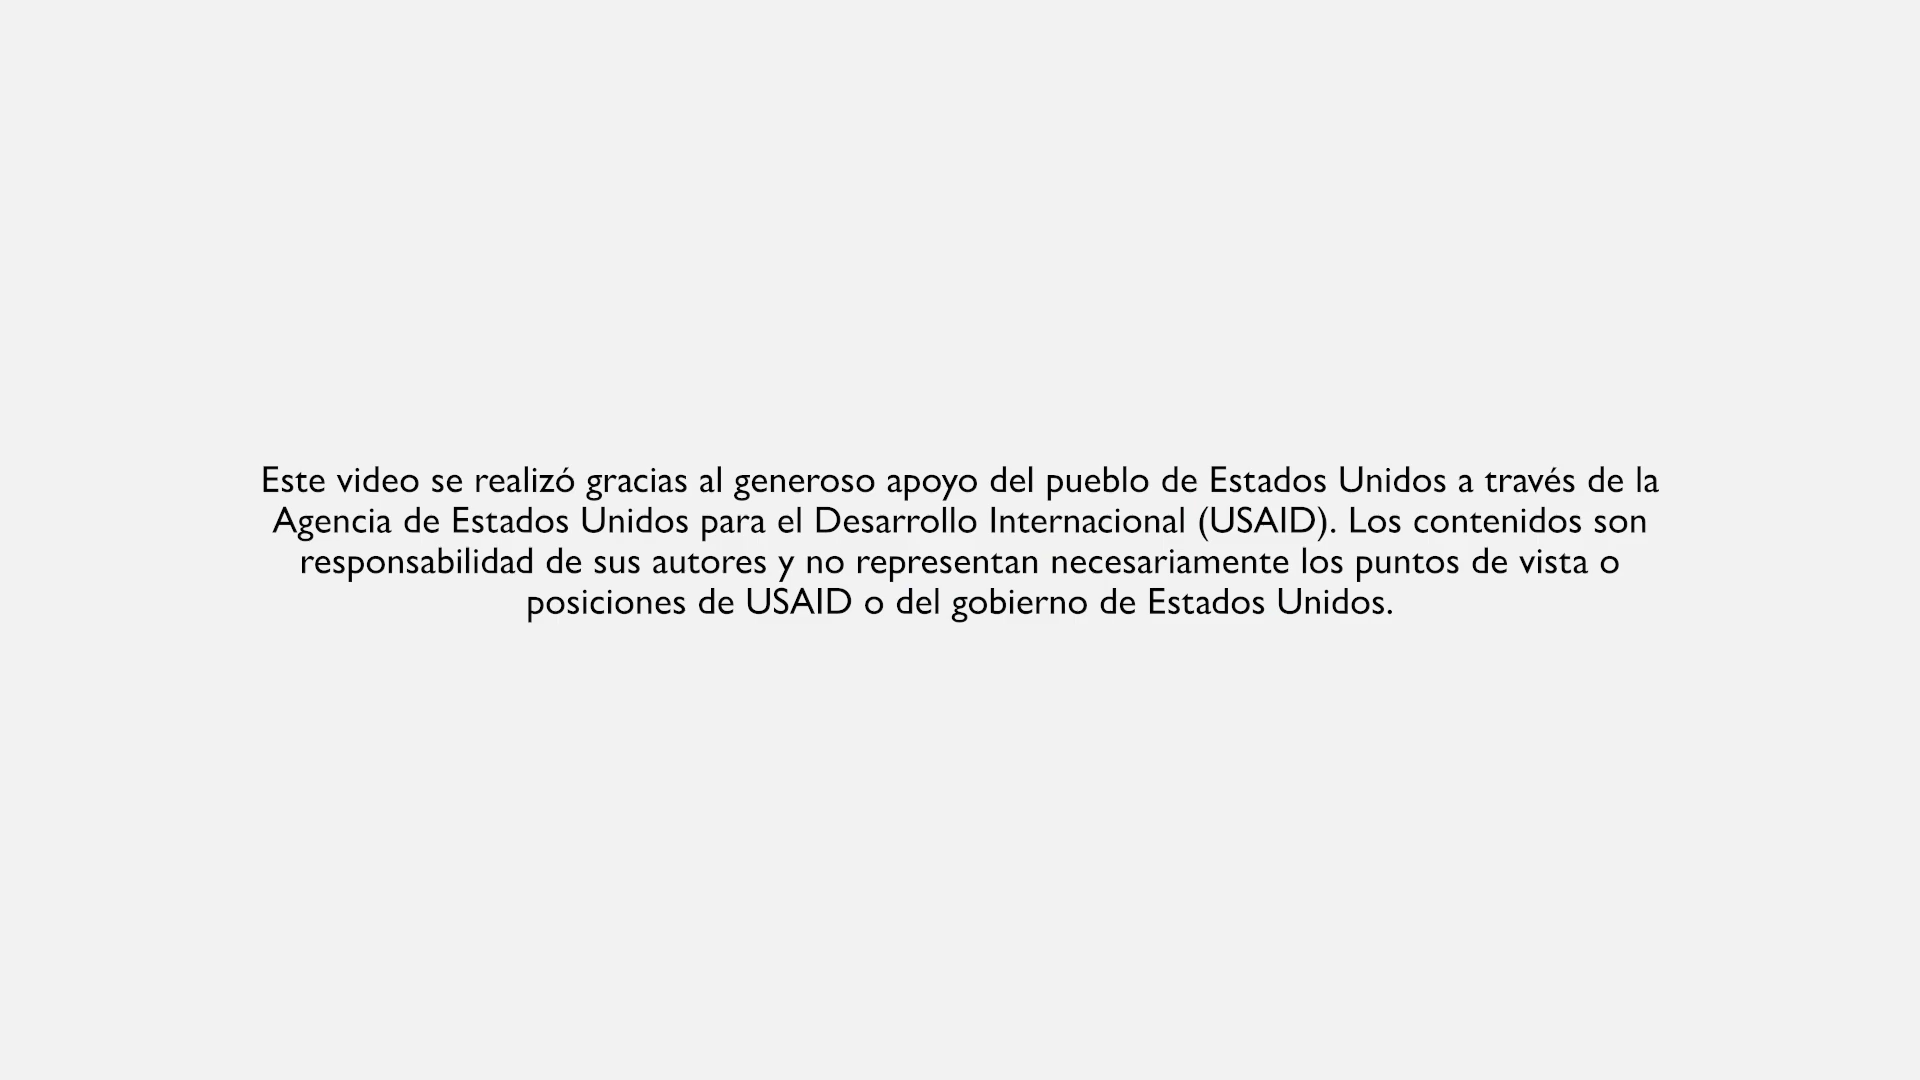 Este video se realizó gracias al generoso apoyo del pueblo de Estados Unidos a través de la
Agencia de Estados Unidos para el Desarrollo Internacional (USAID). Los contenidos son
responsabilidad de sus autores y no representan necesariamente los puntos de vista o
posiciones de USAID o del gobierno de Estados Unidos.